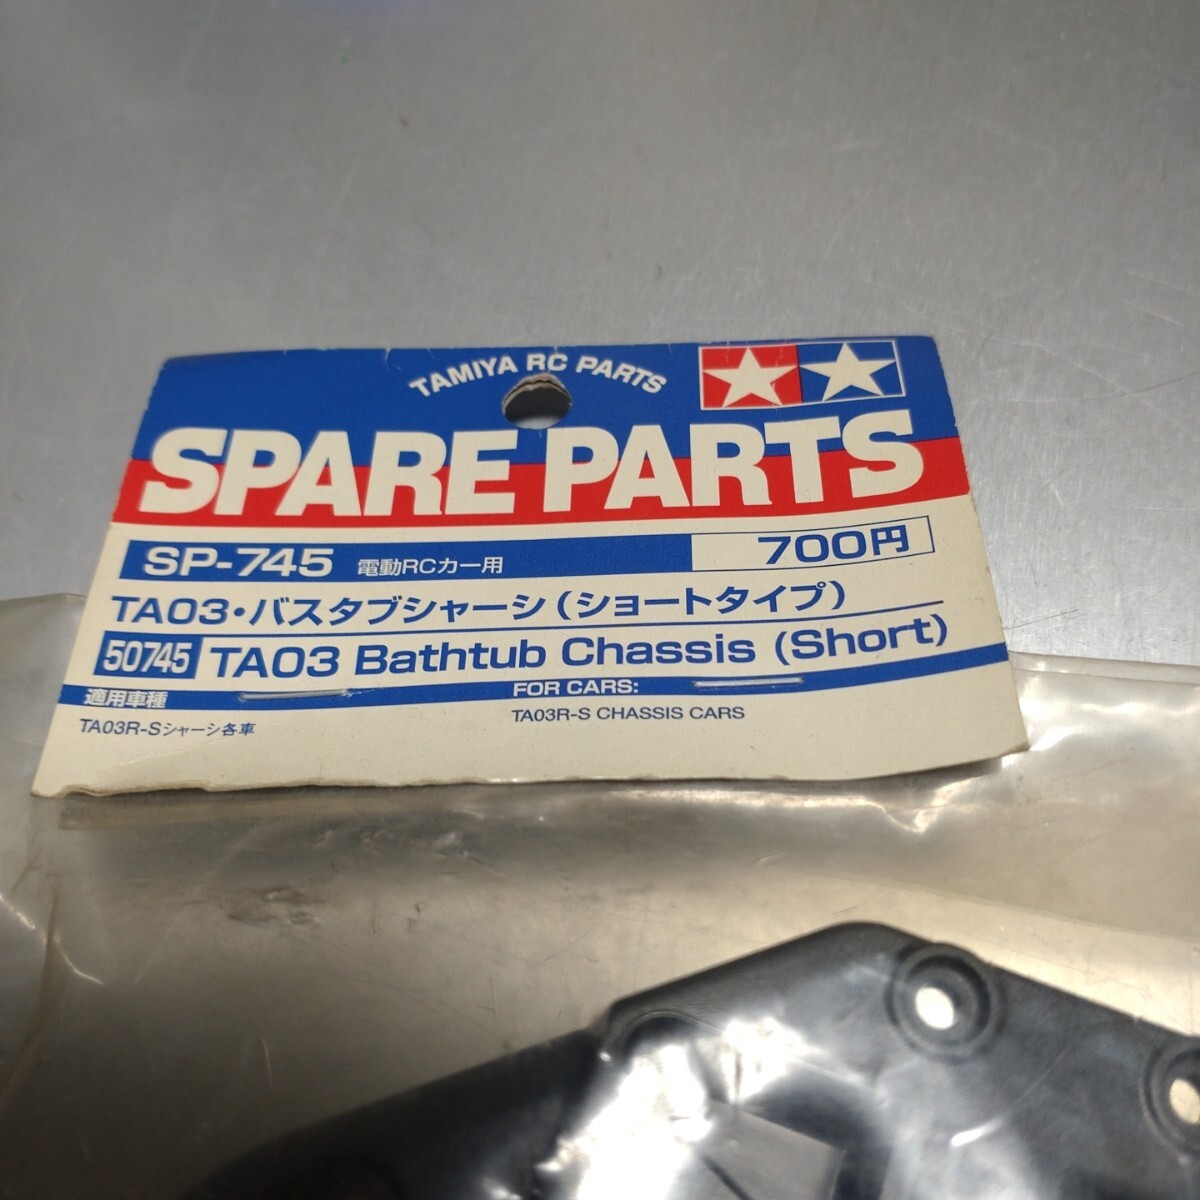 TAMIYA RC PARTS
SPARE PARTS
SP-745 電動RCカー用 700円
TA03・バスタブシャーシ(ショートタイプ)
50745 TA03 Bathtub Chassis (Short)
適用車種 FOR CARS:
TA03R-Sシャーシ各車 TA03R-S CHASSIS CARS